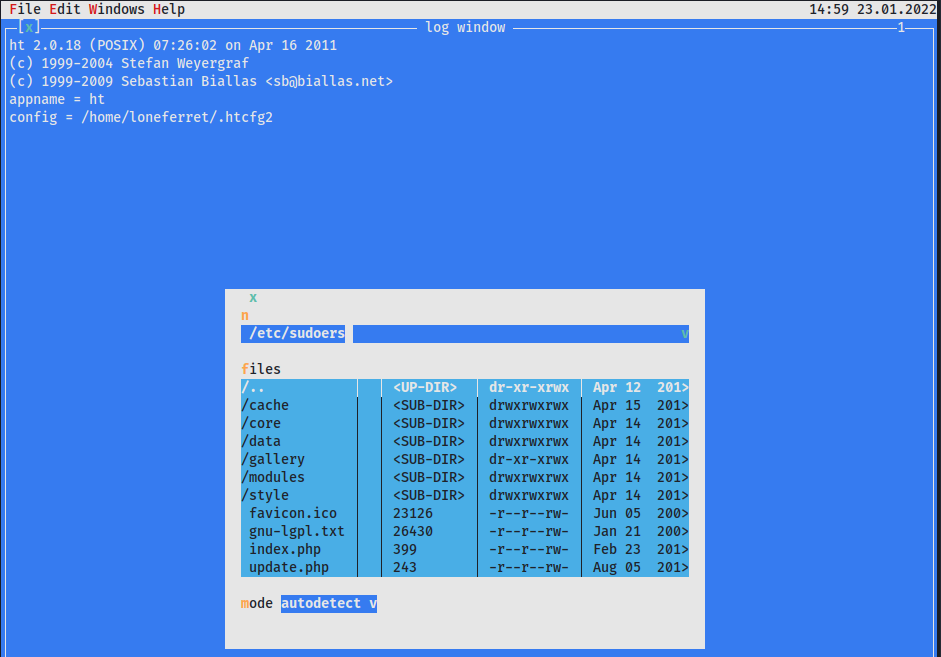 File Edit Windows Help 14:59 23.01.2022
[x] log window 1
ht 2.0.18 (POSIX) 07:26:02 on Apr 16 2011
(c) 1999-2004 Stefan Weyergraf
(c) 1999-2009 Sebastian Biallas <sb@biallas.net>
appname = ht
config = /home/loneferret/.htcfg2
x
n
/etc/sudoers v
files
/.. <UP-DIR> dr-xr-xrwx Apr 12 201>
/cache <SUB-DIR> drwxrwxrwx Apr 15 201>
/core <SUB-DIR> drwxrwxrwx Apr 14 201>
/data <SUB-DIR> drwxrwxrwx Apr 14 201>
/gallery <SUB-DIR> dr-xr-xrwx Apr 14 201>
/modules <SUB-DIR> drwxrwxrwx Apr 14 201>
/style <SUB-DIR> drwxrwxrwx Apr 14 201>
favicon.ico 23126 -r--r--rw- Jun 05 200>
gnu-lgpl.txt 26430 -r--r--rw- Jan 21 200>
index.php 399 -r--r--rw- Feb 23 201>
update.php 243 -r--r--rw- Aug 05 201>
mode autodetect v